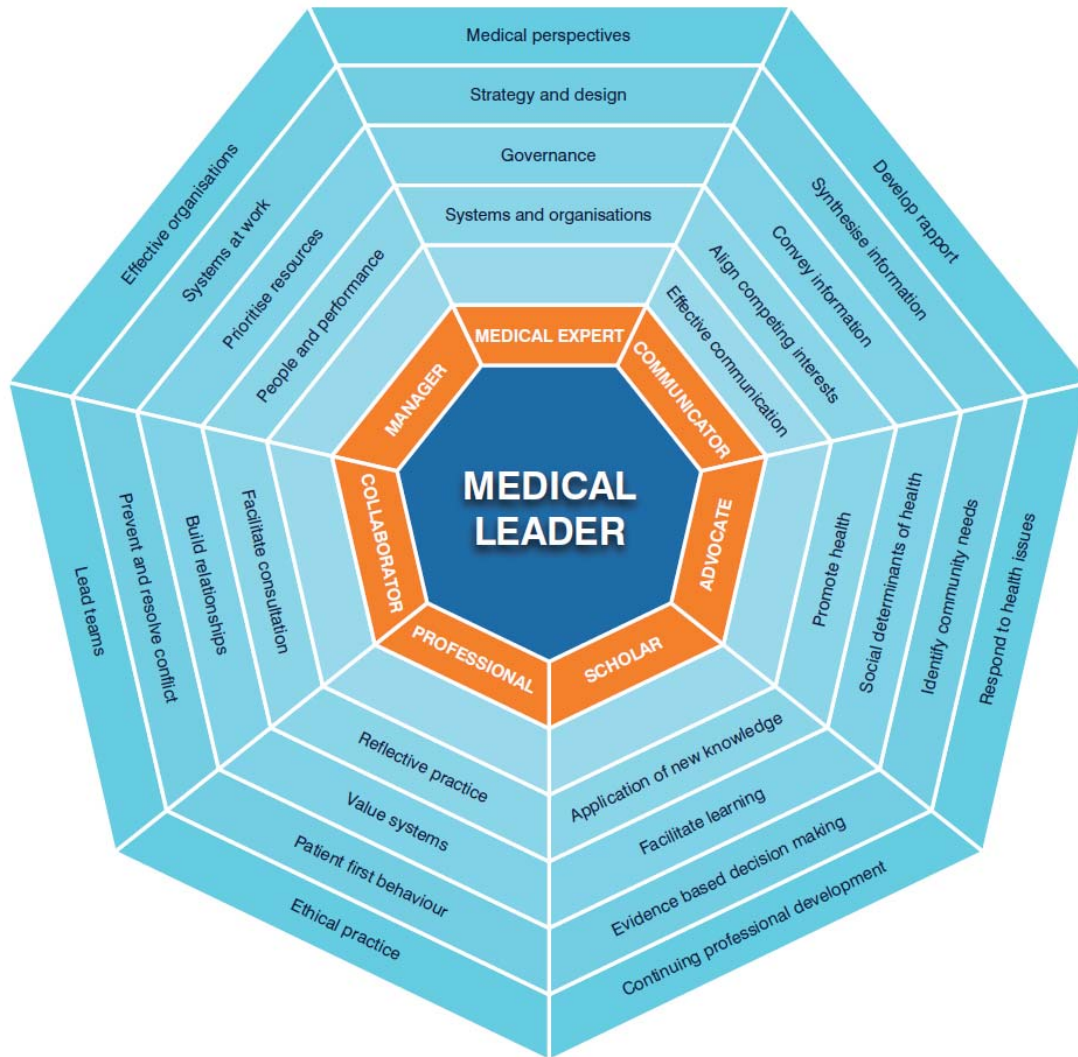 Medical perspectives
Strategy and design
Governance
Systems and organisations
MEDICAL EXPERT
Develop rapport
Synthesise information
Convey information
Align competing interests
Effective communication
COMMUNICATOR
Respond to health issues
Identify community needs
Social determinants of health
Promote health
ADVOCATE
Continuing professional development
Evidence based decision making
Facilitate learning
Application of new knowledge
SCHOLAR
Ethical practice
Patient first behaviour
Value systems
Reflective practice
PROFESSIONAL
Lead teams
Prevent and resolve conflict
Build relationships
Facilitate consultation
COLLABORATOR
Effective organisations
Systems at work
Prioritise resources
People and performance
MANAGER
MEDICAL
LEADER